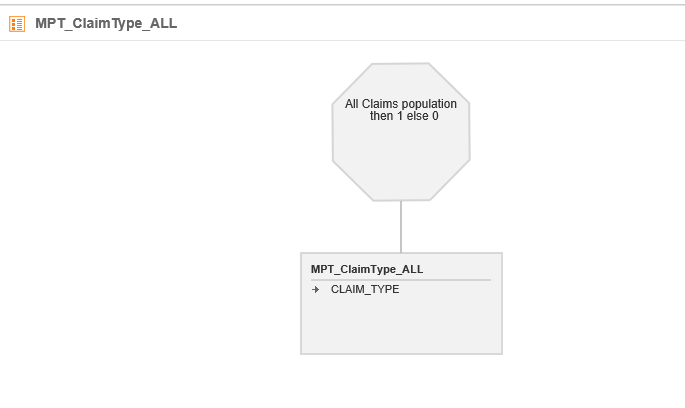 MPT_ClaimType_ALL
All Claims population
then 1 else 0
MPT_ClaimType_ALL
CLAIM_TYPE